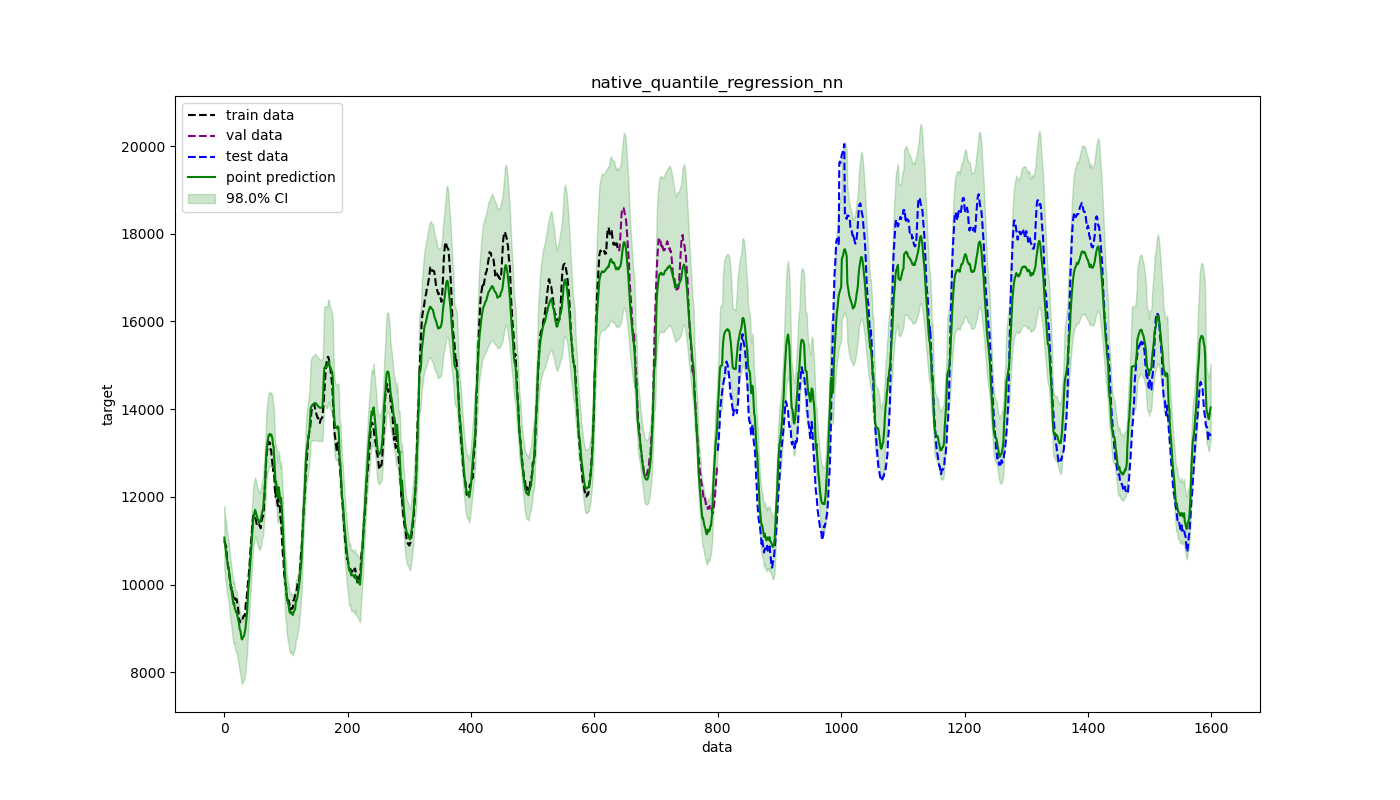 native_quantile_regression_nn
train data
val data
test data
point prediction
98.0% CI
target
20000
18000
16000
14000
12000
10000
8000
0 200 400 600 800 1000 1200 1400 1600
data